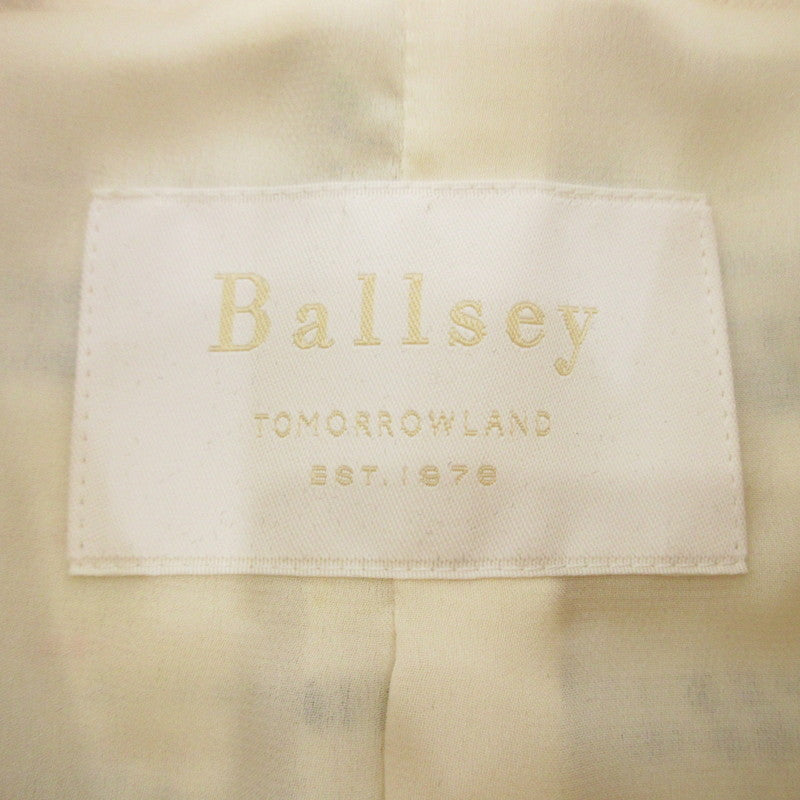 Ballsey
TOMORROWLAND
EST. 1978